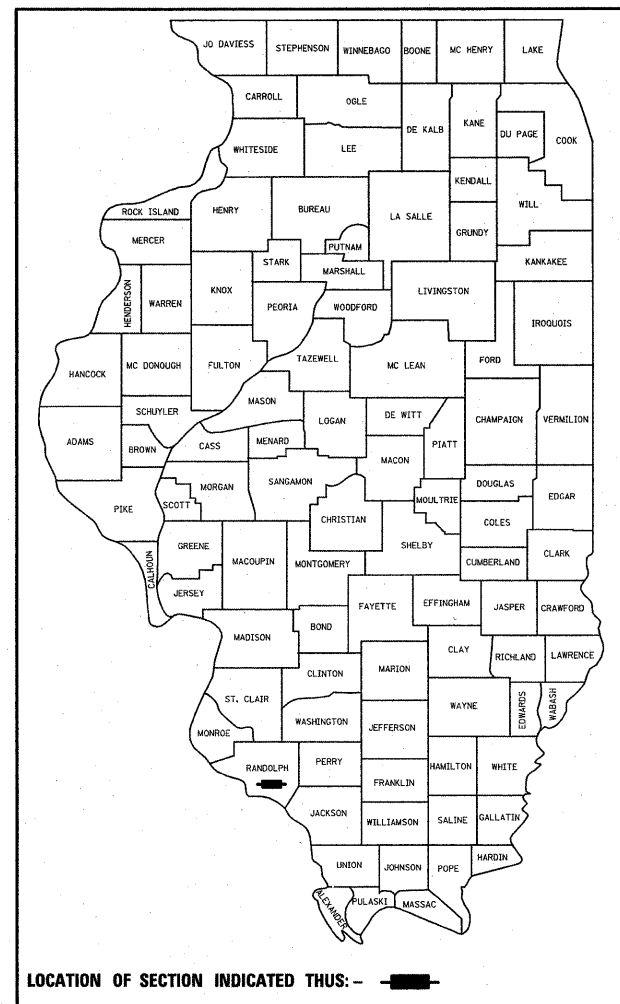 JO DAVIESS
STEPHENSON
WINNEBAGO
BOONE
MC HENRY
LAKE
CARROLL
OGLE
DE KALB
KANE
DU PAGE
COOK
WHITESIDE
LEE
KENDALL
WILL
ROCK ISLAND
HENRY
BUREAU
LA SALLE
GRUNDY
MERCER
PUTNAM
STARK
MARSHALL
KANKAKEE
HENDERSON
WARREN
KNOX
PEORIA
WOODFORD
LIVINGSTON
IROQUOIS
HANCOCK
MC DONOUGH
FULTON
TAZEWELL
MC LEAN
FORD
MASON
SCHUYLER
LOGAN
DE WITT
CHAMPAIGN
VERMILION
ADAMS
BROWN
CASS
MENARD
MACON
PIATT
PIKE
SCOTT
MORGAN
SANGAMON
CHRISTIAN
MOULTRIE
DOUGLAS
EDGAR
COLES
CALHOUN
GREENE
MACOUPIN
MONTGOMERY
SHELBY
CUMBERLAND
CLARK
JERSEY
FAYETTE
EFFINGHAM
JASPER
CRAWFORD
MADISON
BOND
CLAY
RICHLAND
LAWRENCE
CLINTON
MARION
ST. CLAIR
WAYNE
EDWARDS
WABASH
WASHINGTON
JEFFERSON
MONROE
RANDOLPH
PERRY
HAMILTON
WHITE
FRANKLIN
JACKSON
WILLIAMSON
SALINE
GALLATIN
UNION
JOHNSON
POPE
HARDIN
ALEXANDER
PULASKI
MASSAC
LOCATION OF SECTION INDICATED THUS: -